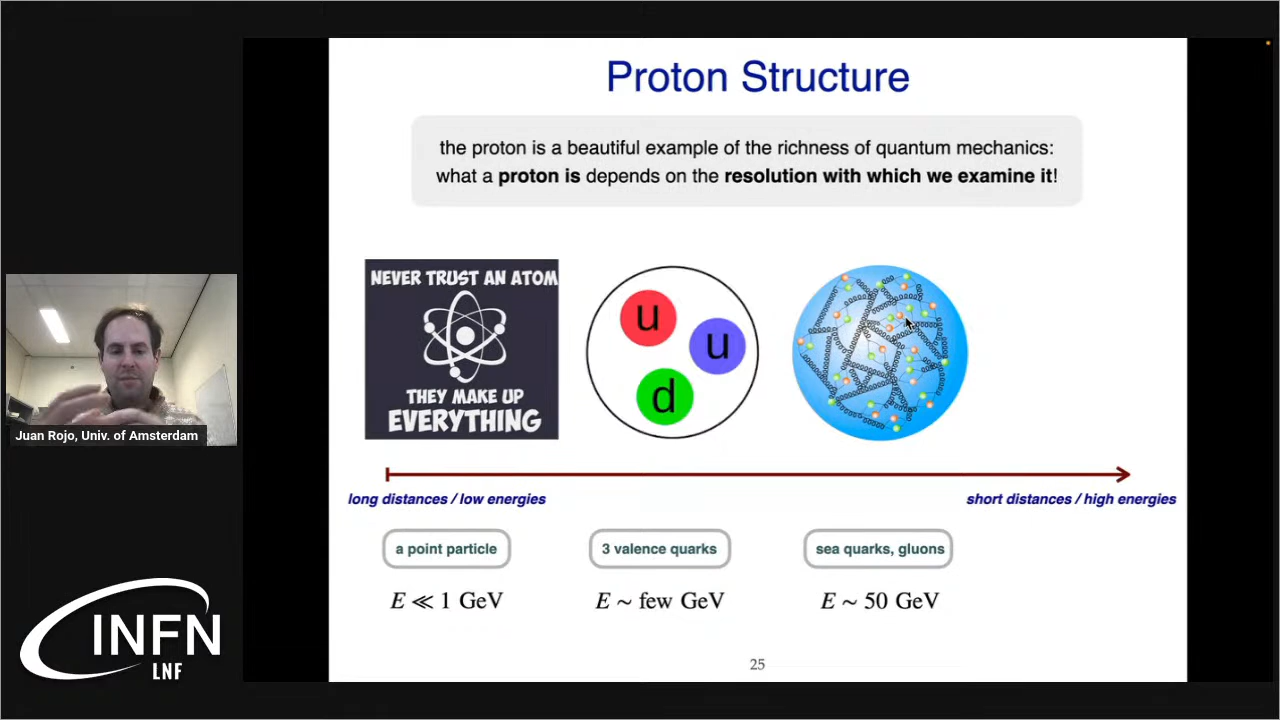 Proton Structure
the proton is a beautiful example of the richness of quantum mechanics:
what a proton is depends on the resolution with which we examine it!
NEVER TRUST AN ATOM
THEY MAKE UP
EVERYTHING
u
u
d
Juan Rojo, Univ. of Amsterdam
long distances / low energies
short distances / high energies
a point particle
3 valence quarks
sea quarks, gluons
E ≪ 1 GeV
E ∼ few GeV
E ∼ 50 GeV
INFN
LNF
25